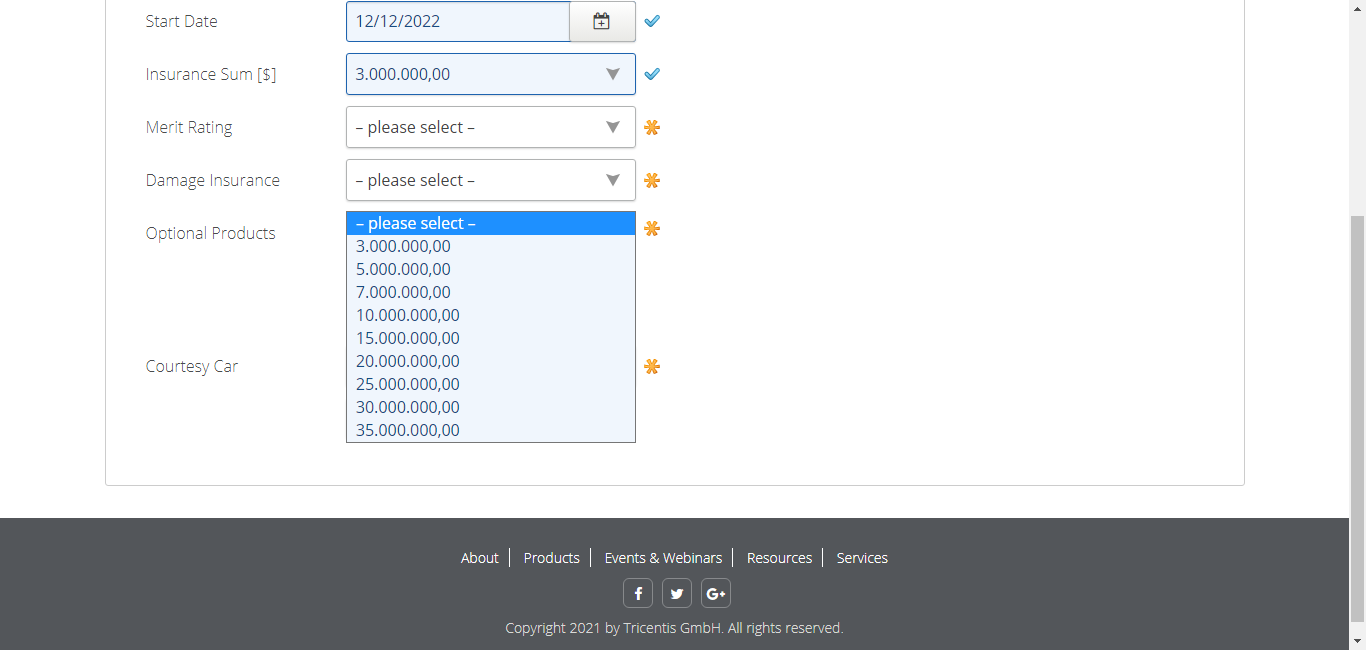 Start Date 12/12/2022
Insurance Sum [$] 3.000.000,00
Merit Rating – please select –
Damage Insurance – please select –
Optional Products – please select –
3.000.000,00
5.000.000,00
7.000.000,00
10.000.000,00
15.000.000,00
20.000.000,00
Courtesy Car
25.000.000,00
30.000.000,00
35.000.000,00
About Products Events & Webinars Resources Services
f G+
Copyright 2021 by Tricentis GmbH. All rights reserved.